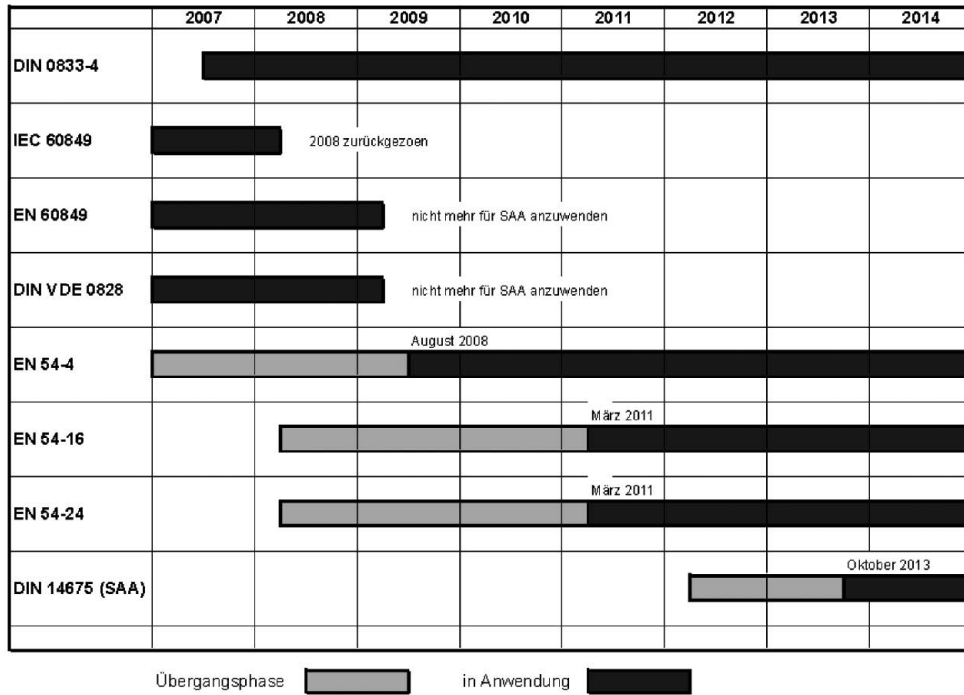 2007 2008 2009 2010 2011 2012 2013 2014
DIN 0833-4
IEC 60849 2008 zurückgezoen
EN 60849 nicht mehr für SAA anzuwenden
DIN VDE 0828 nicht mehr für SAA anzuwenden
August 2008
EN 54-4
März 2011
EN 54-16
März 2011
EN 54-24
Oktober 2013
DIN 14675 (SAA)
Übergangsphase in Anwendung